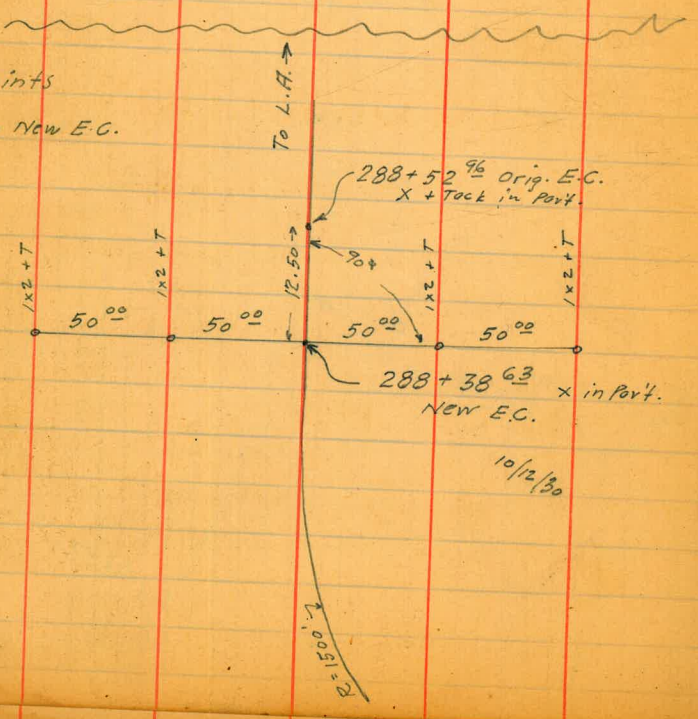 ints
New E.C.
To L.A. →
288 + 52 96 Orig. E.C.
X + Tack in Pav't.
12.50 →
90°
1x2 + T
1x2 + T
1x2 + T
1x2 + T
50 00
50 00
50 00
50 00
288 + 38 63 x in Pav't.
New E.C.
10/12/30
R = 1500'